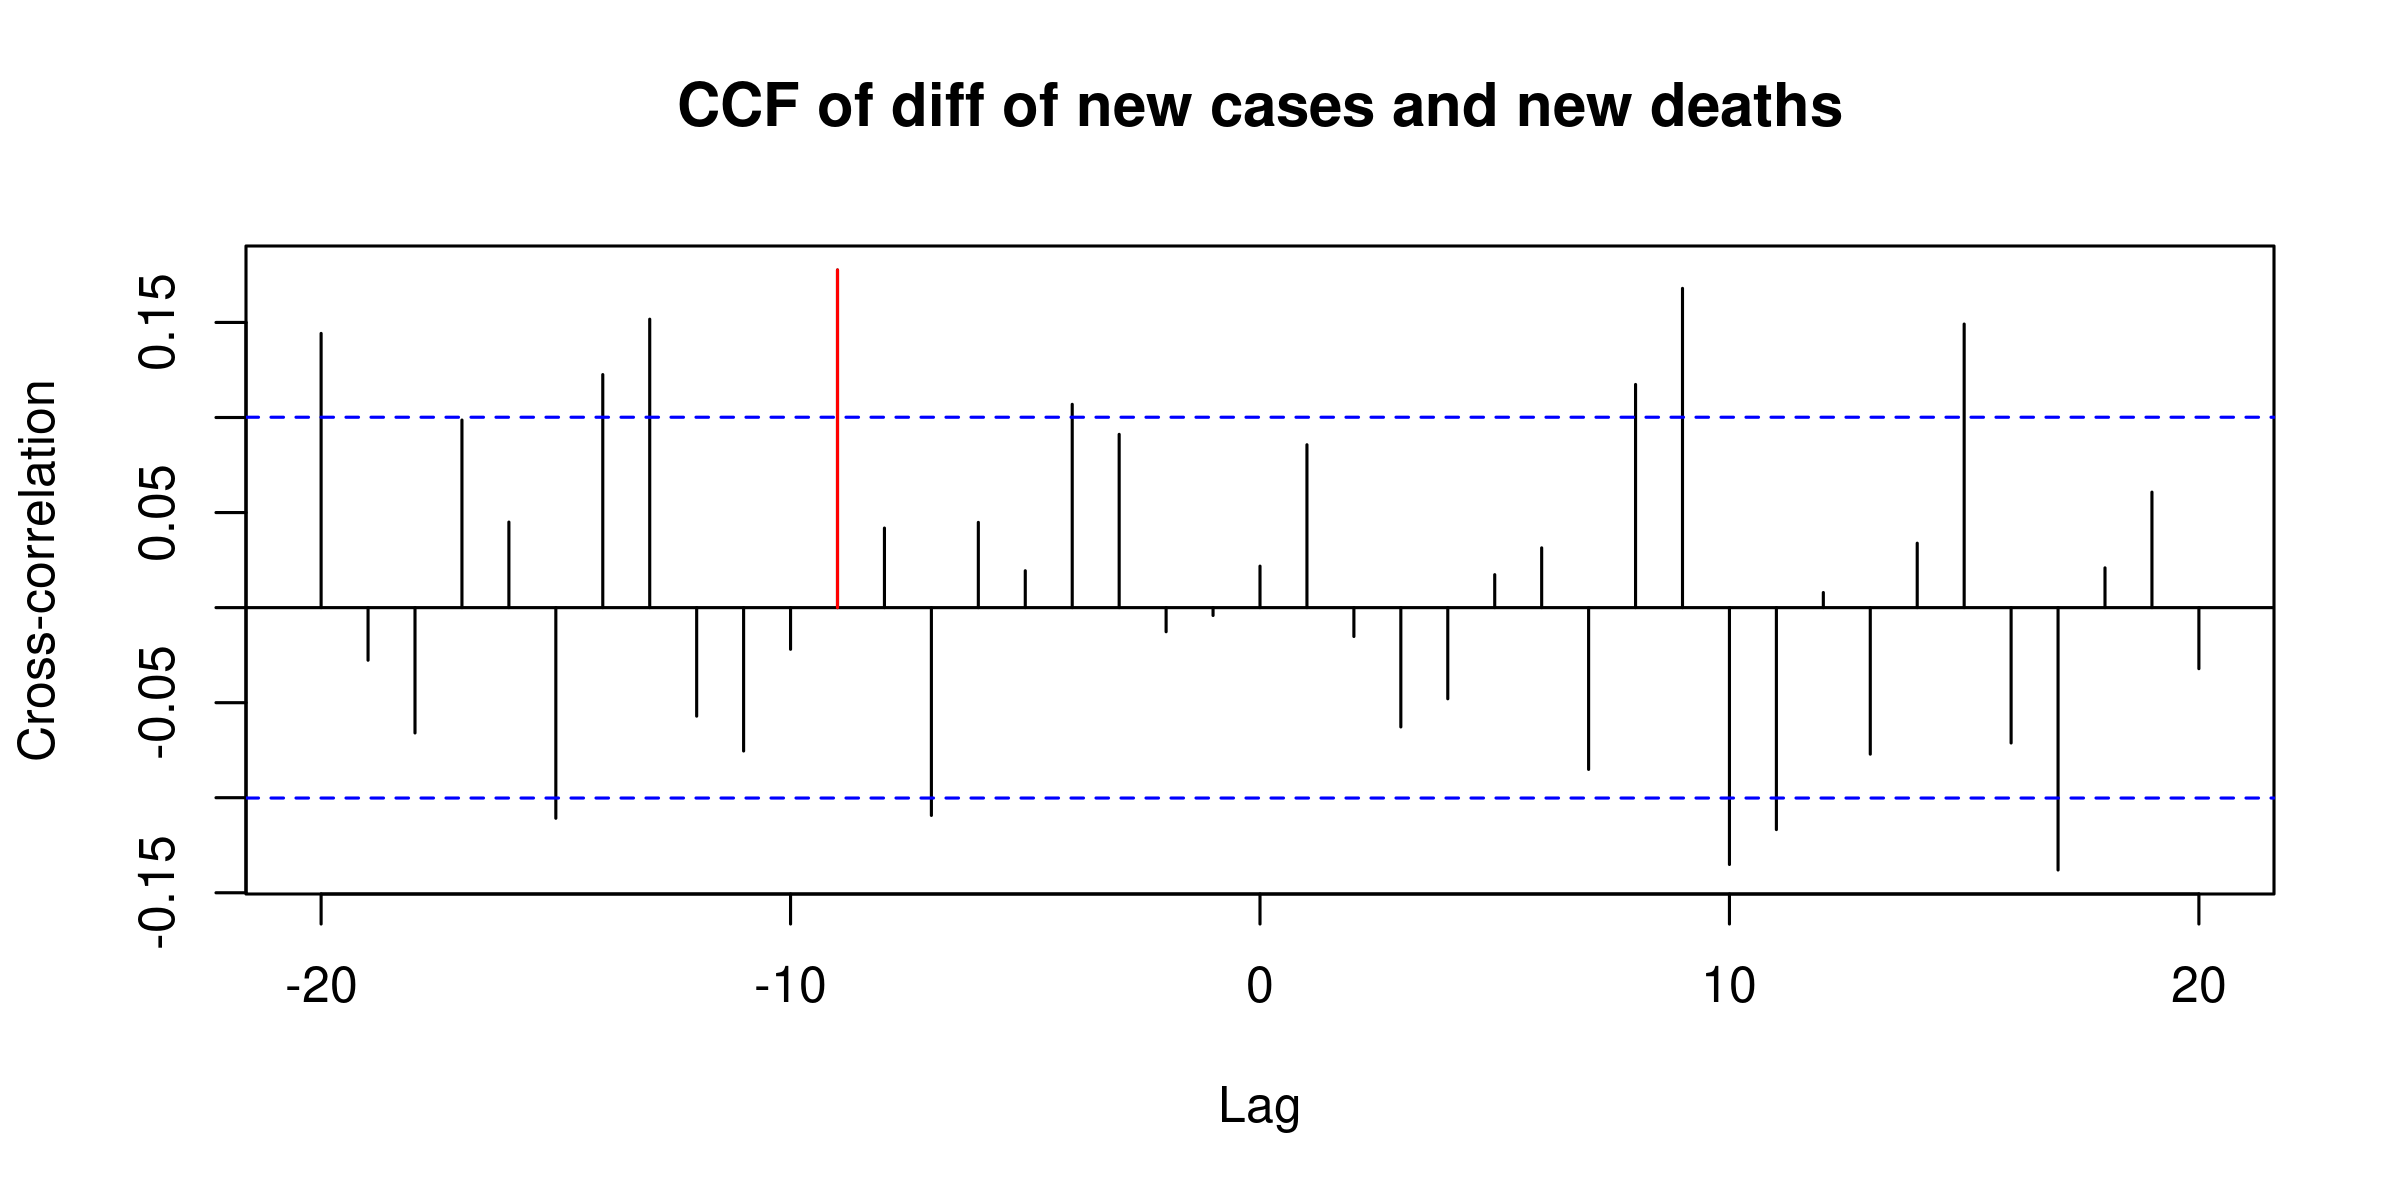 CCF of diff of new cases and new deaths
Cross-correlation
0.15
0.05
-0.05
-0.15
-20 -10 0 10 20
Lag